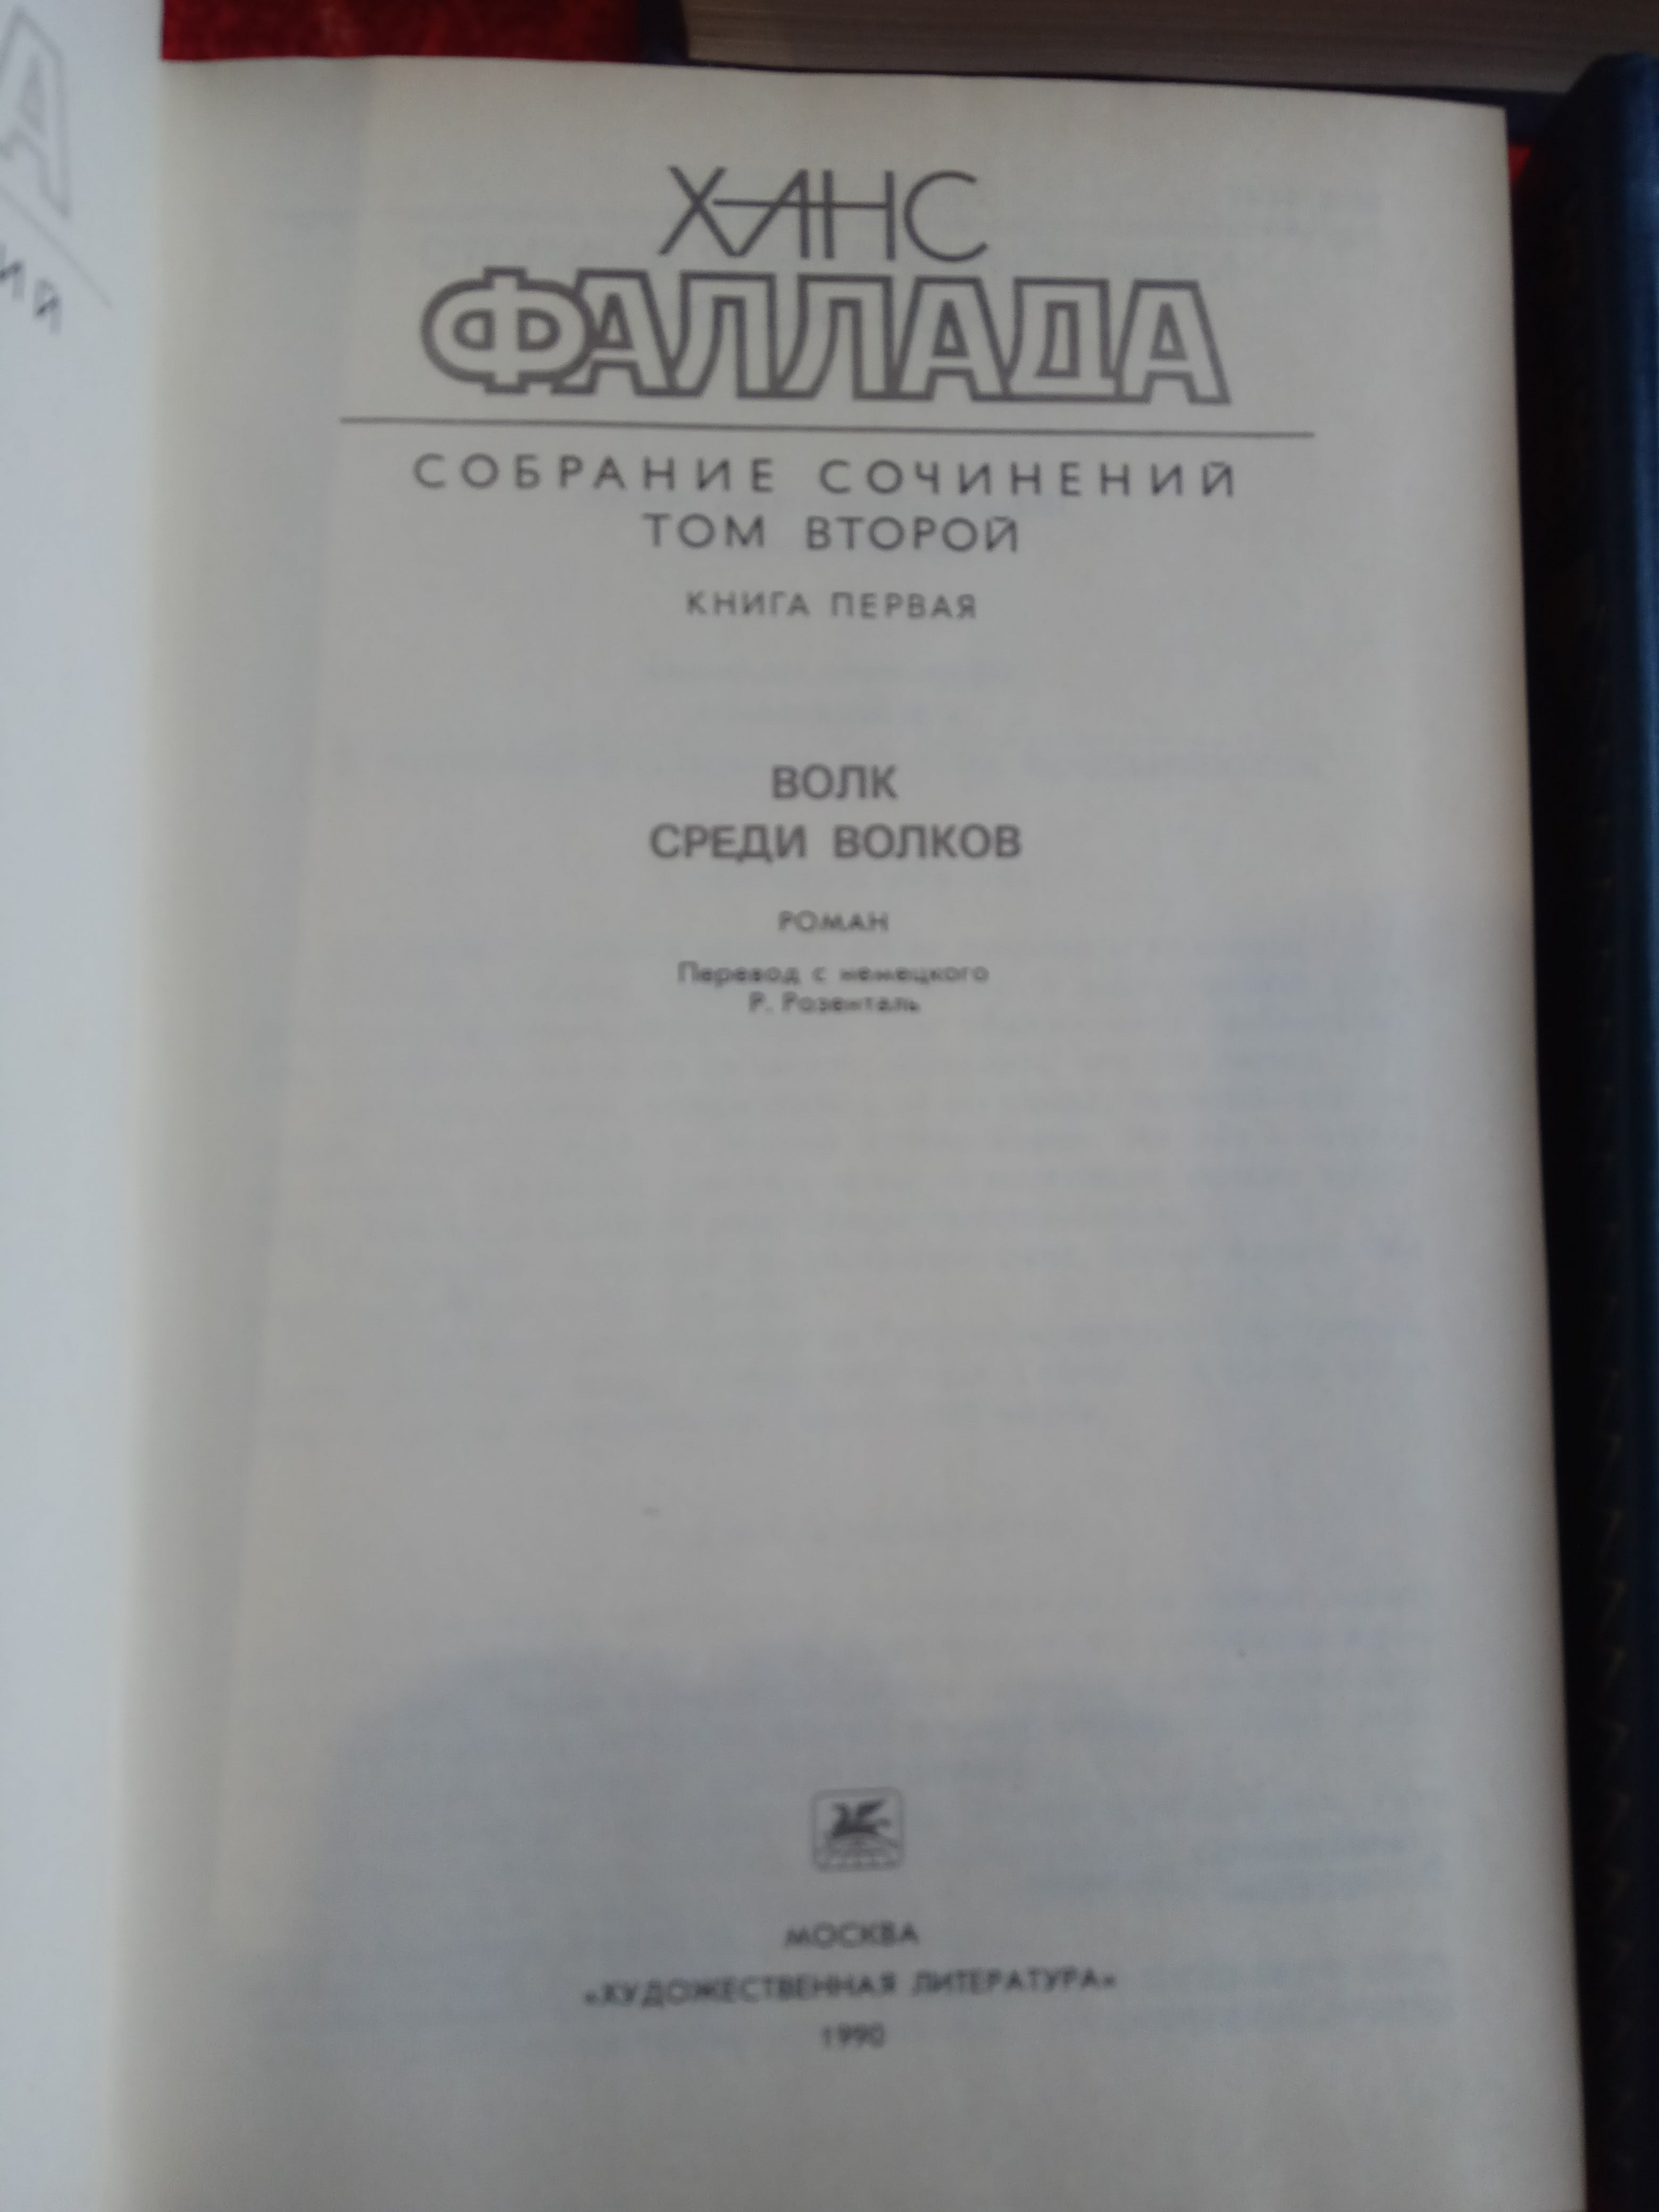 ХАНС
ФАЛЛАДА
СОБРАНИЕ СОЧИНЕНИЙ
ТОМ ВТОРОЙ
КНИГА ПЕРВАЯ
ВОЛК
СРЕДИ ВОЛКОВ
РОМАН
Перевод с немецкого
Р. Розенталь
МОСКВА
«ХУДОЖЕСТВЕННАЯ ЛИТЕРАТУРА»
1990